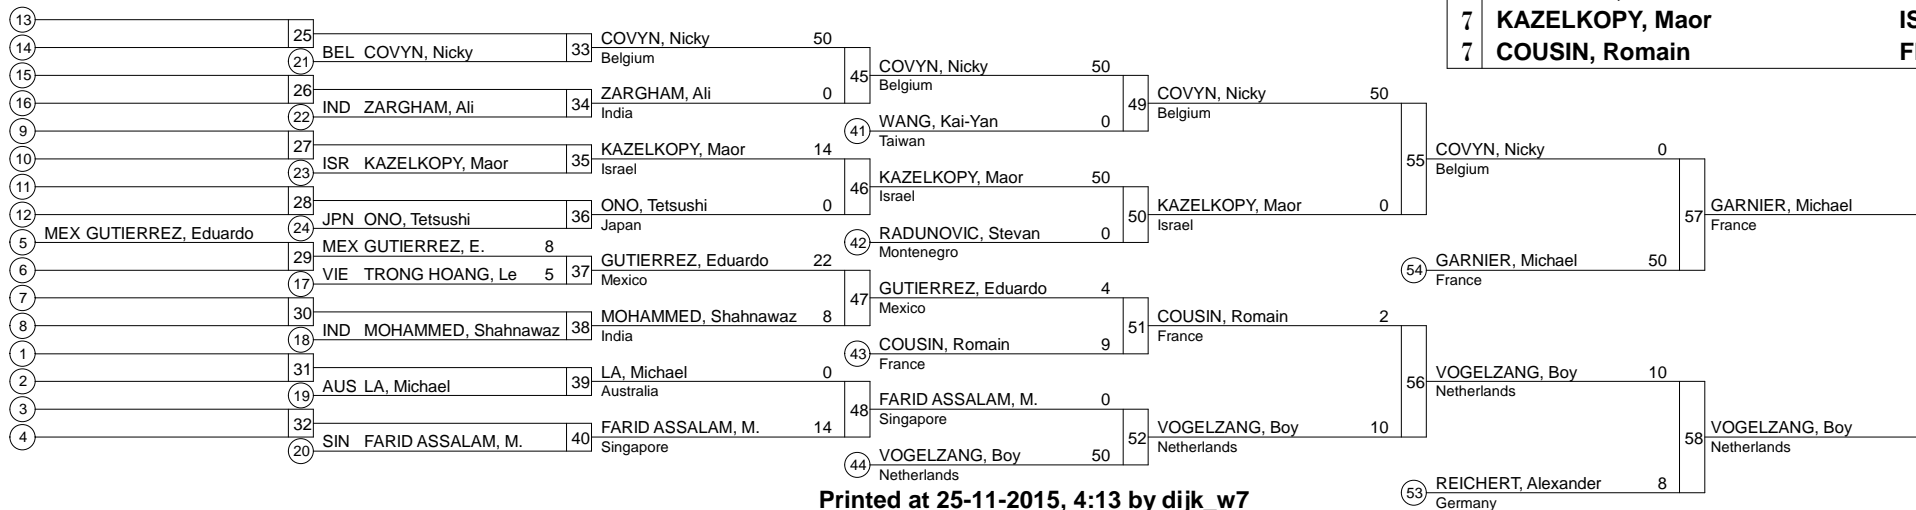 7 KAZELKOPY, Maor IS
7 COUSIN, Romain F
13
14
15
16
9
10
11
12
5 MEX GUTIERREZ, Eduardo
6
7
8
1
2
3
4
25
21 BEL COVYN, Nicky
26
22 IND ZARGHAM, Ali
27
23 ISR KAZELKOPY, Maor
28
24 JPN ONO, Tetsushi
MEX GUTIERREZ, E. 8
29
17 VIE TRONG HOANG, Le 5
30
18 IND MOHAMMED, Shahnawaz
31
19 AUS LA, Michael
32
20 SIN FARID ASSALAM, M.
33 COVYN, Nicky 50
Belgium
34 ZARGHAM, Ali 0
India
35 KAZELKOPY, Maor 14
Israel
36 ONO, Tetsushi 0
Japan
37 GUTIERREZ, Eduardo 22
Mexico
38 MOHAMMED, Shahnawaz 8
India
39 LA, Michael 0
Australia
40 FARID ASSALAM, M. 14
Singapore
45 COVYN, Nicky 50
Belgium
41 WANG, Kai-Yan 0
Taiwan
46 KAZELKOPY, Maor 50
Israel
42 RADUNOVIC, Stevan 0
Montenegro
47 GUTIERREZ, Eduardo 4
Mexico
43 COUSIN, Romain 9
France
48 FARID ASSALAM, M. 0
Singapore
44 VOGELZANG, Boy 50
Netherlands
49 COVYN, Nicky 50
Belgium
50 KAZELKOPY, Maor 0
Israel
51 COUSIN, Romain 2
France
52 VOGELZANG, Boy 10
Netherlands
55 COVYN, Nicky 0
Belgium
54 GARNIER, Michael 50
France
56 VOGELZANG, Boy 10
Netherlands
53 REICHERT, Alexander 8
Germany
57 GARNIER, Michael
France
58 VOGELZANG, Boy
Netherlands
Printed at 25-11-2015, 4:13 by dijk_w7